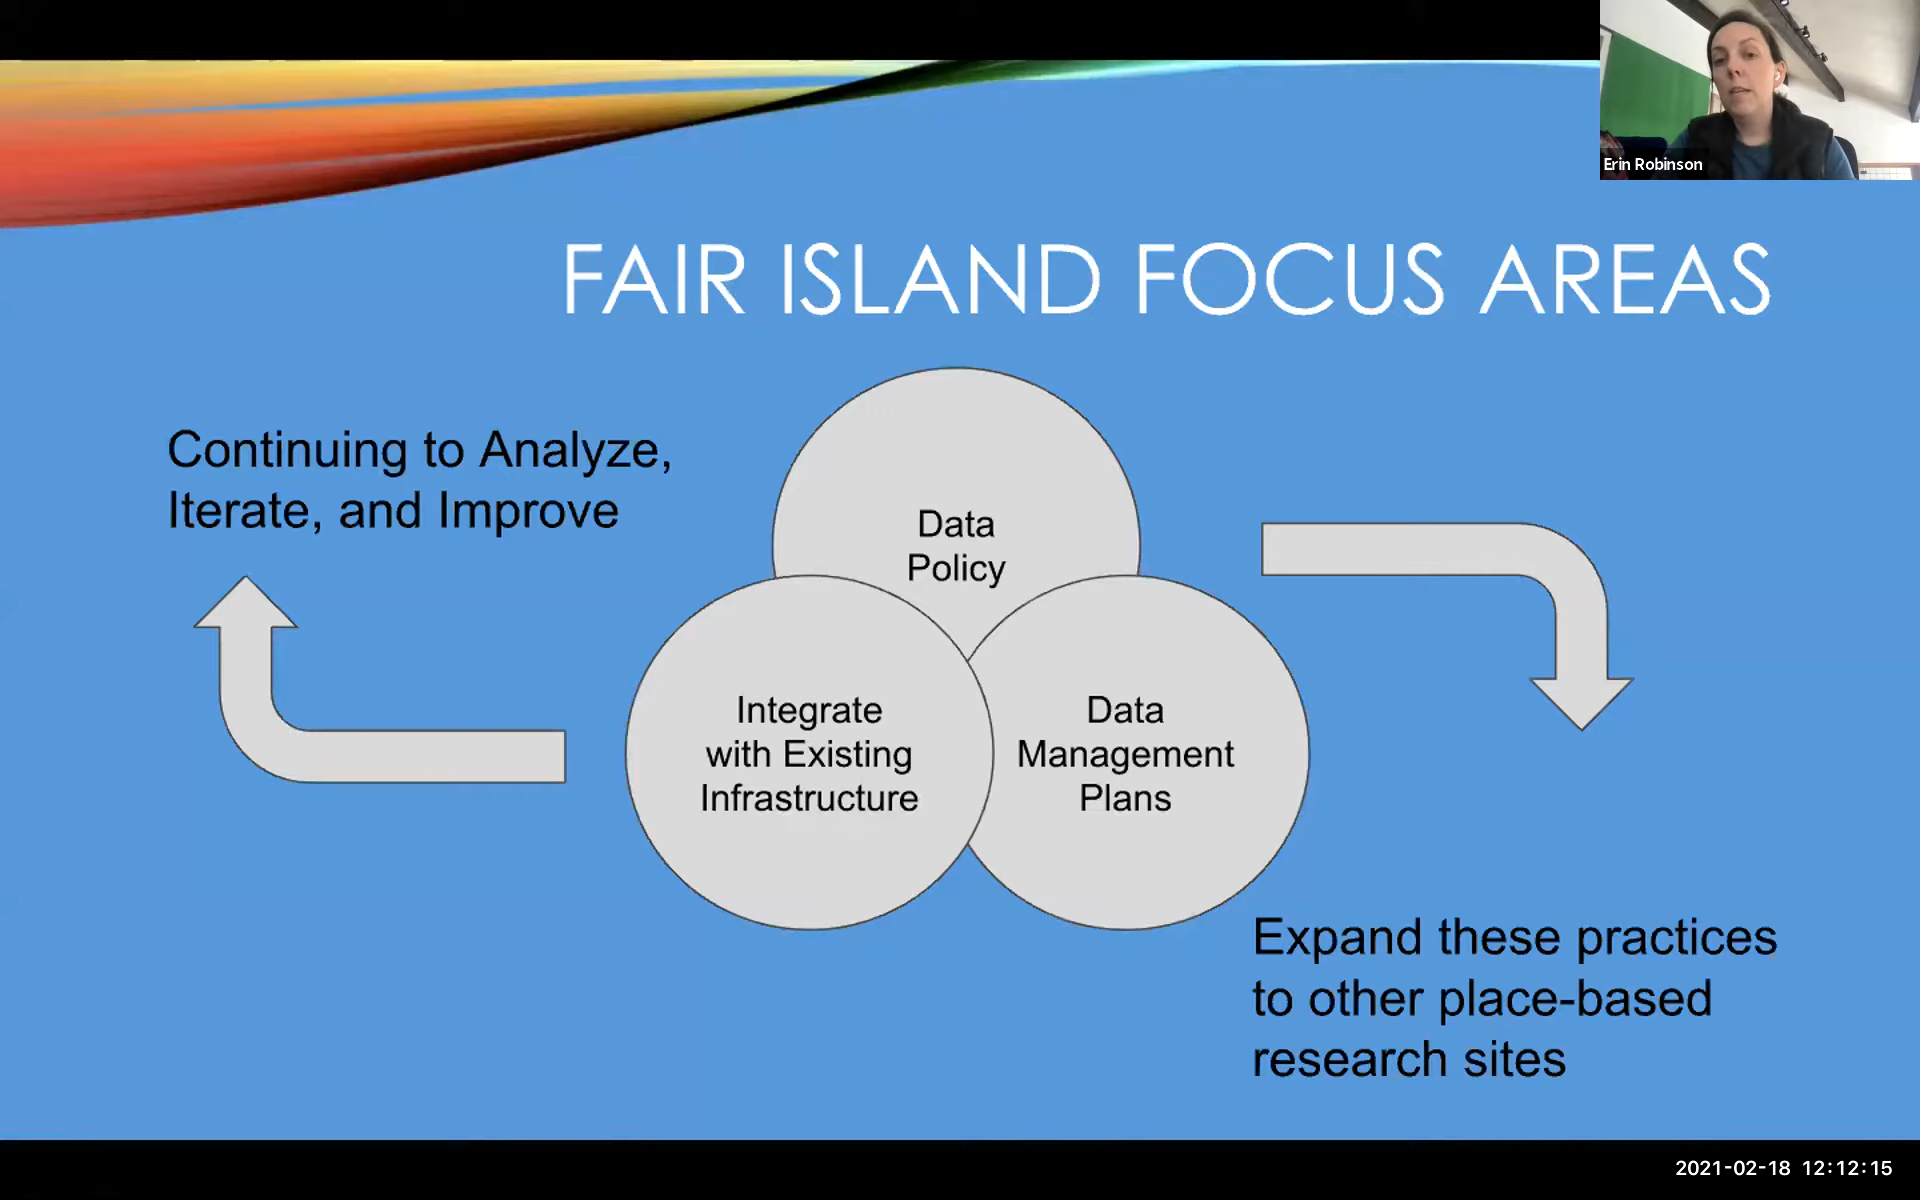 Erin Robinson
FAIR ISLAND FOCUS AREAS
Continuing to Analyze,
Iterate, and Improve
Data
Policy
Integrate
with Existing
Infrastructure
Data
Management
Plans
Expand these practices
to other place-based
research sites
2021-02-18 12:12:15